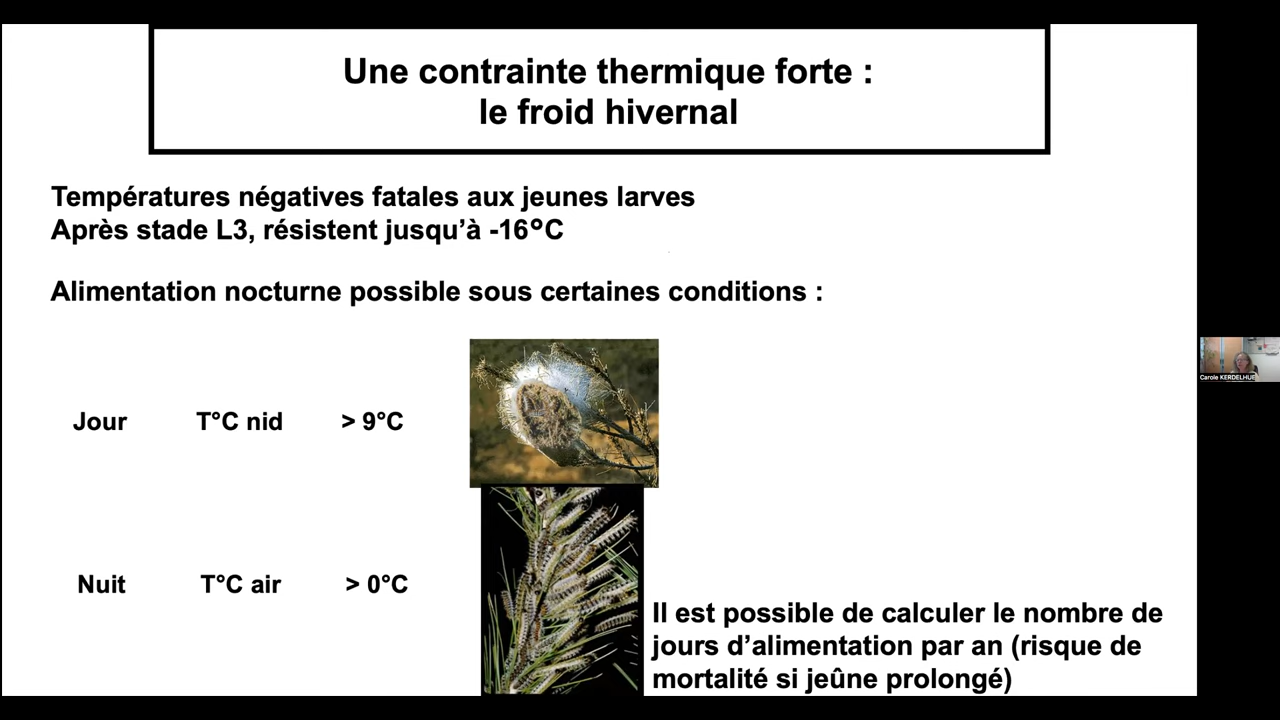 Une contrainte thermique forte :
le froid hivernal
Températures négatives fatales aux jeunes larves
Après stade L3, résistent jusqu’à -16°C
Alimentation nocturne possible sous certaines conditions :
Jour T°C nid > 9°C
Nuit T°C air > 0°C
Il est possible de calculer le nombre de
jours d’alimentation par an (risque de
mortalité si jeûne prolongé)
Carole KERDELHUE